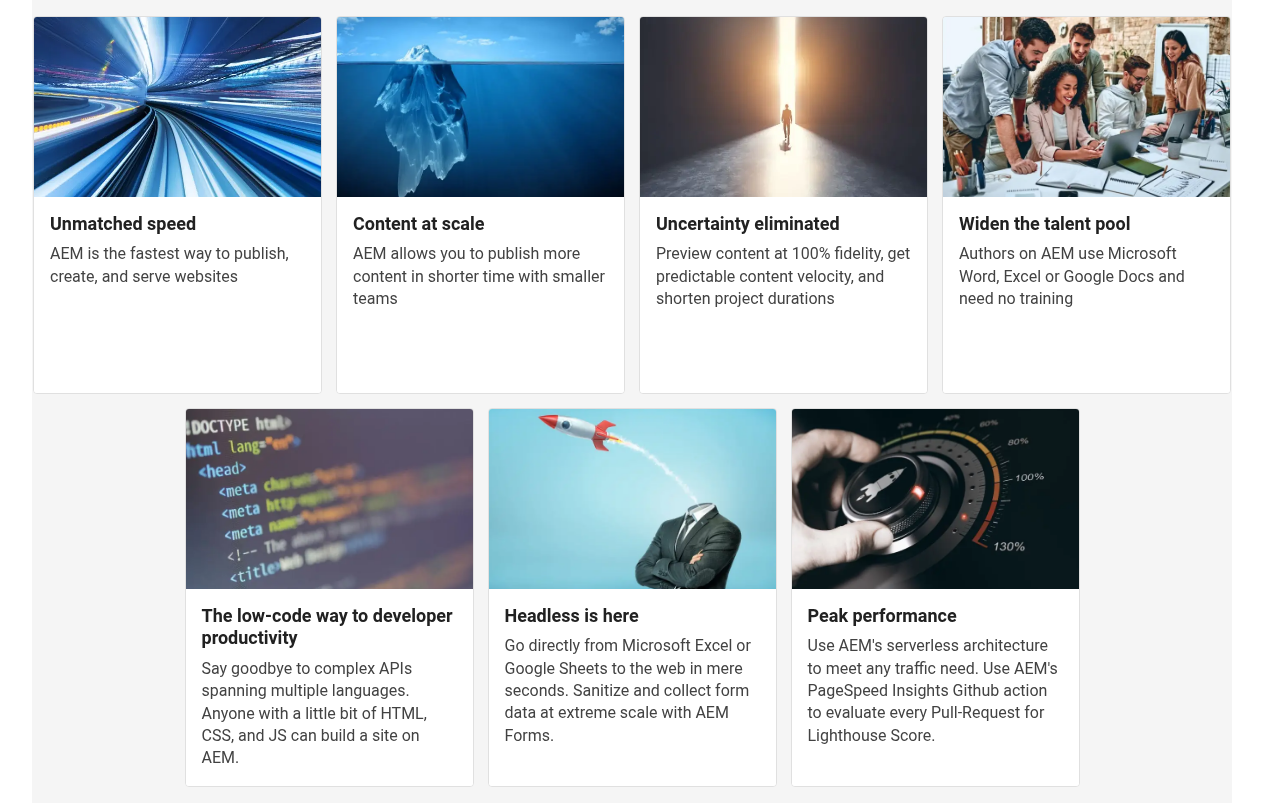 Unmatched speed
AEM is the fastest way to publish,
create, and serve websites
Content at scale
AEM allows you to publish more
content in shorter time with smaller
teams
Uncertainty eliminated
Preview content at 100% fidelity, get
predictable content velocity, and
shorten project durations
Widen the talent pool
Authors on AEM use Microsoft
Word, Excel or Google Docs and
need no training
!DOCTYPE html>
html lang="en">
<head>
<meta
<meta
<meta
<!-- The
<title>Web
The low-code way to developer
productivity
Say goodbye to complex APIs
spanning multiple languages.
Anyone with a little bit of HTML,
CSS, and JS can build a site on
AEM.
Headless is here
Go directly from Microsoft Excel or
Google Sheets to the web in mere
seconds. Sanitize and collect form
data at extreme scale with AEM
Forms.
60%
80%
100%
130%
Peak performance
Use AEM's serverless architecture
to meet any traffic need. Use AEM's
PageSpeed Insights Github action
to evaluate every Pull-Request for
Lighthouse Score.